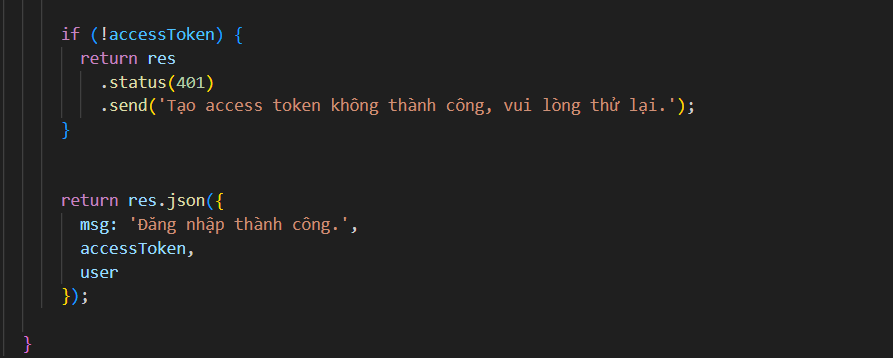 if (!accessToken) {
return res
.status(401)
.send('Tạo access token không thành công, vui lòng thử lại.');
}
return res.json({
msg: 'Đăng nhập thành công.',
accessToken,
user
});
}